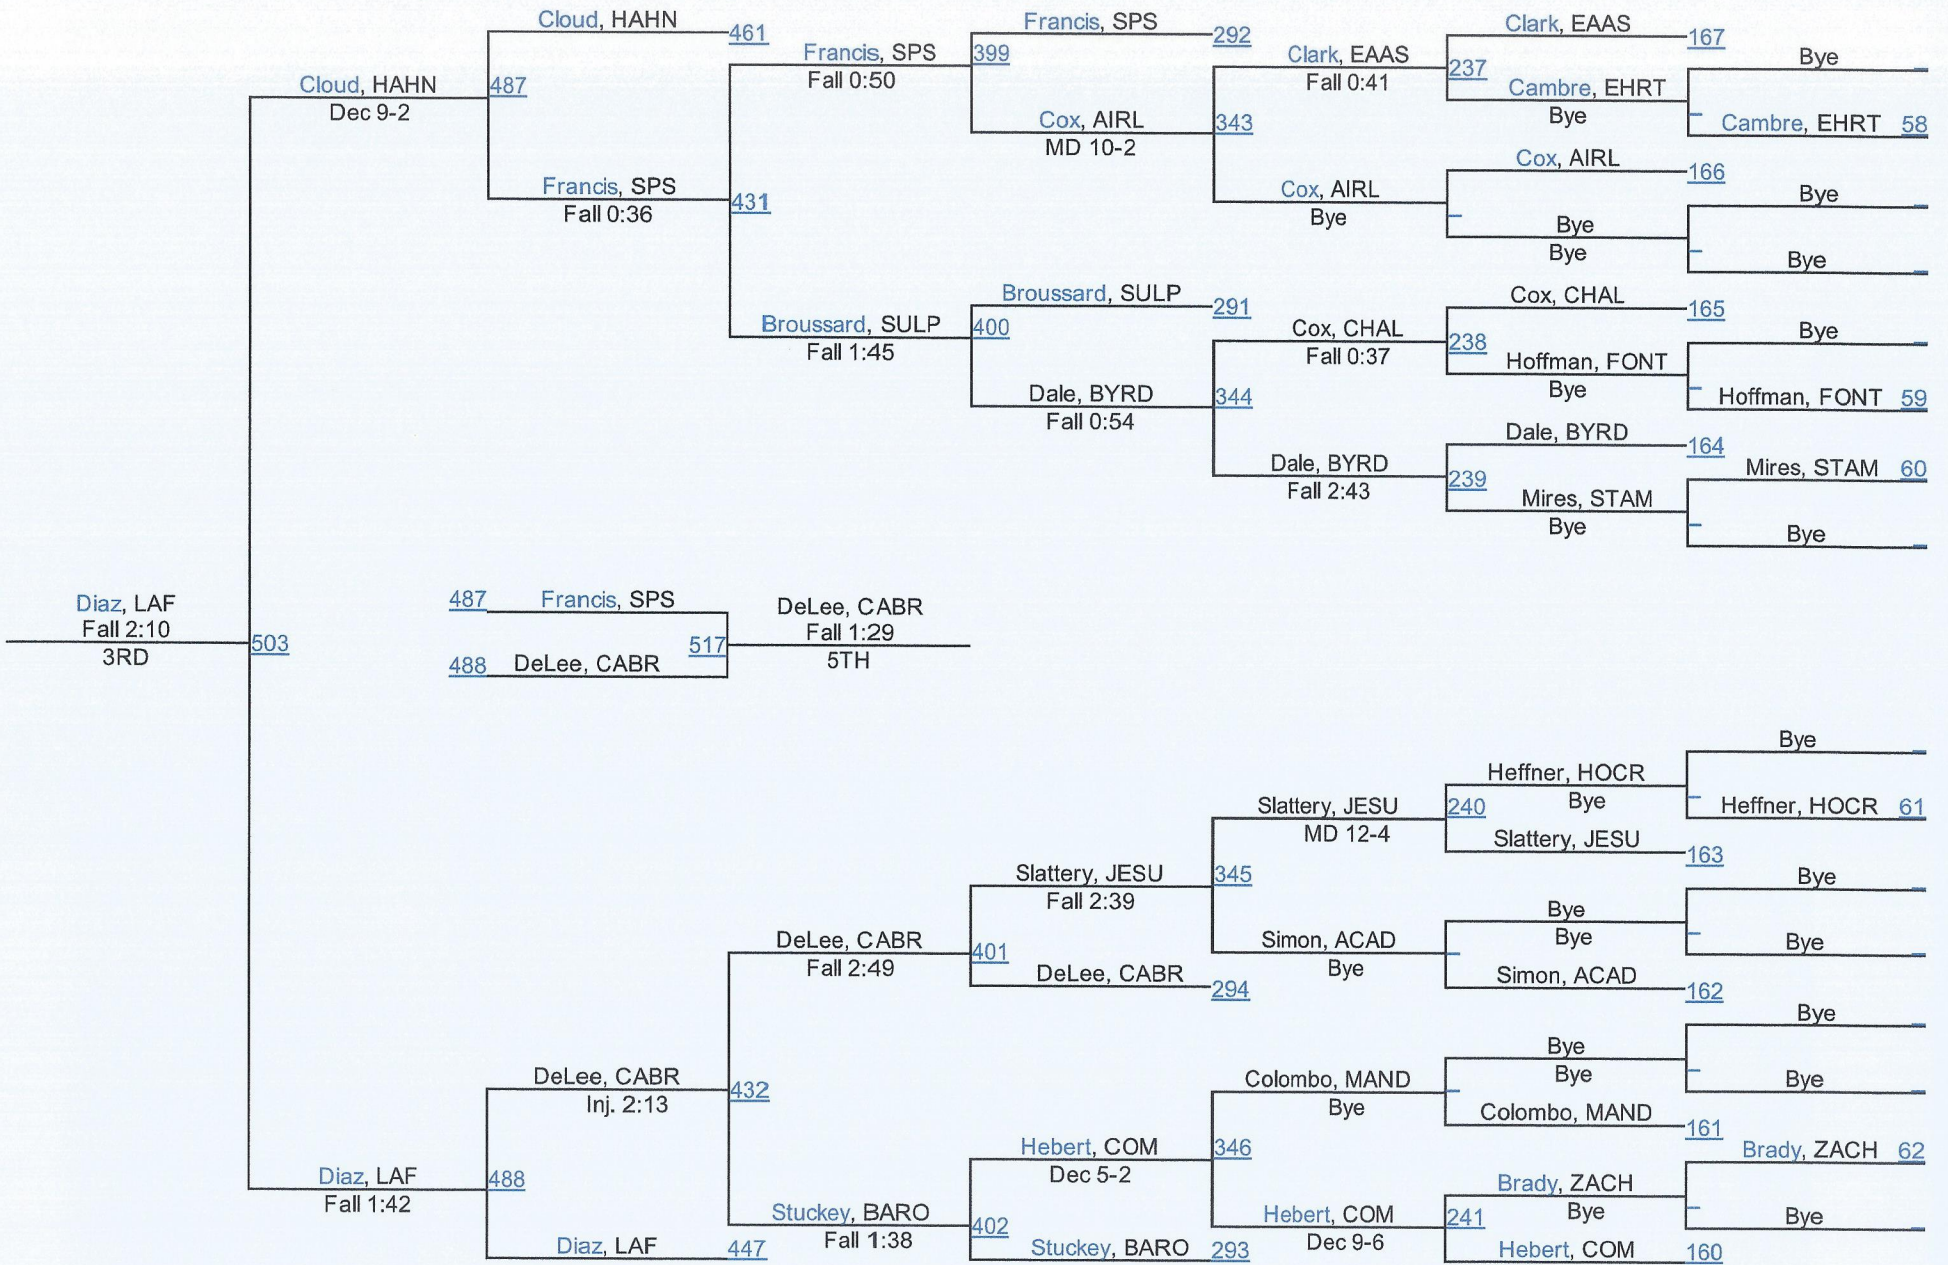 Cloud, HAHN
461
Francis, SPS
292
Clark, EAAS
167
Francis, SPS
399
Fall 0:50
Clark, EAAS
237
Fall 0:41
Bye
Cloud, HAHN
487
Dec 9-2
Cambre, EHRT
Bye
Cox, AIRL
343
MD 10-2
Cambre, EHRT 58
Cox, AIRL
166
Francis, SPS
431
Fall 0:36
Cox, AIRL
Bye
Bye
Bye
Bye
Bye
Broussard, SULP
291
Cox, CHAL
165
Broussard, SULP
400
Fall 1:45
Cox, CHAL
238
Fall 0:37
Bye
Hoffman, FONT
Bye
Dale, BYRD
344
Fall 0:54
Hoffman, FONT 59
Dale, BYRD
164
Dale, BYRD
239
Fall 2:43
Mires, STAM 60
Mires, STAM
Bye
Bye
Diaz, LAF
Fall 2:10
503
3RD
487 Francis, SPS
517
488 DeLee, CABR
DeLee, CABR
Fall 1:29
5TH
Bye
Heffner, HOCR
Bye
Slattery, JESU
240
MD 12-4
Heffner, HOCR 61
Slattery, JESU
163
Slattery, JESU
345
Fall 2:39
Bye
Bye
Bye
DeLee, CABR
401
Fall 2:49
Simon, ACAD
Bye
Bye
DeLee, CABR
294
Simon, ACAD
162
Bye
Bye
Bye
DeLee, CABR
432
Inj. 2:13
Colombo, MAND
Bye
Bye
Colombo, MAND
161
Hebert, COM
346
Dec 5-2
Brady, ZACH 62
Diaz, LAF
488
Fall 1:42
Brady, ZACH
Bye
Stuckey, BARO
402
Fall 1:38
Hebert, COM
241
Dec 9-6
Bye
Diaz, LAF
447
Stuckey, BARO
293
Hebert, COM
160